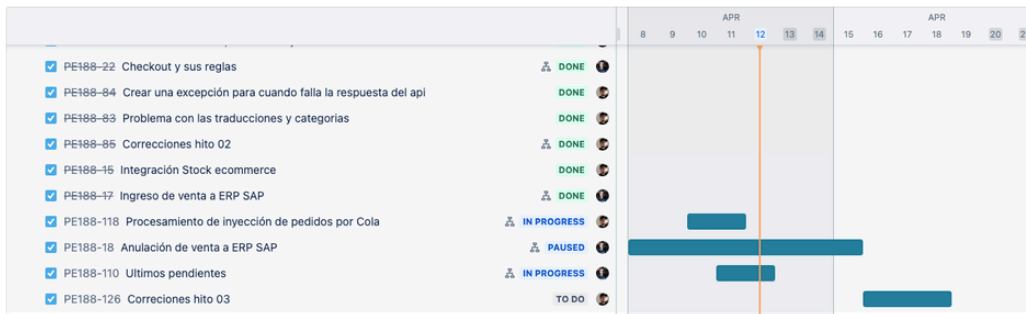 APR APR
8 9 10 11 12 13 14 15 16 17 18 19 20
PE188-22 Checkout y sus reglas DONE
PE188-84 Crear una excepción para cuando falla la respuesta del api DONE
PE188-83 Problema con las traducciones y categorias DONE
PE188-85 Correcciones hito 02 DONE
PE188-15 Integración Stock ecommerce DONE
PE188-17 Ingreso de venta a ERP SAP DONE
PE188-118 Procesamiento de inyección de pedidos por Cola IN PROGRESS
PE188-18 Anulación de venta a ERP SAP PAUSED
PE188-110 Ultimos pendientes IN PROGRESS
PE188-126 Correciones hito 03 TO DO